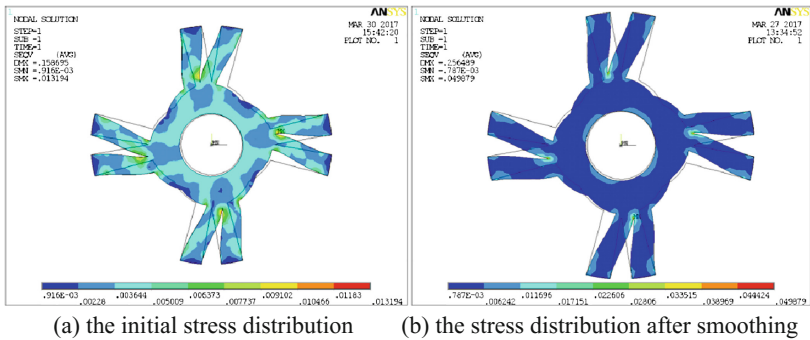 1
NODAL SOLUTION
STEP=1
SUB =1
TIME=1
SEQV (AVG)
DMX =.158695
SMN =.916E-03
SMX =.013194
ANSYS
MAR 30 2017
15:42:20
PLOT NO. 1
MX
.916E-03 .003644 .006373 .009102 .01183
.00228 .005009 .007737 .010466 .013194
(a) the initial stress distribution
1
NODAL SOLUTION
STEP=1
SUB =1
TIME=1
SEQV (AVG)
DMX =.256489
SMN =.787E-03
SMX =.049879
ANSYS
MAR 27 2017
13:34:52
PLOT NO. 1
.787E-03 .011696 .022606 .033515 .044424
.006242 .017151 .02806 .038969 .049879
(b) the stress distribution after smoothing